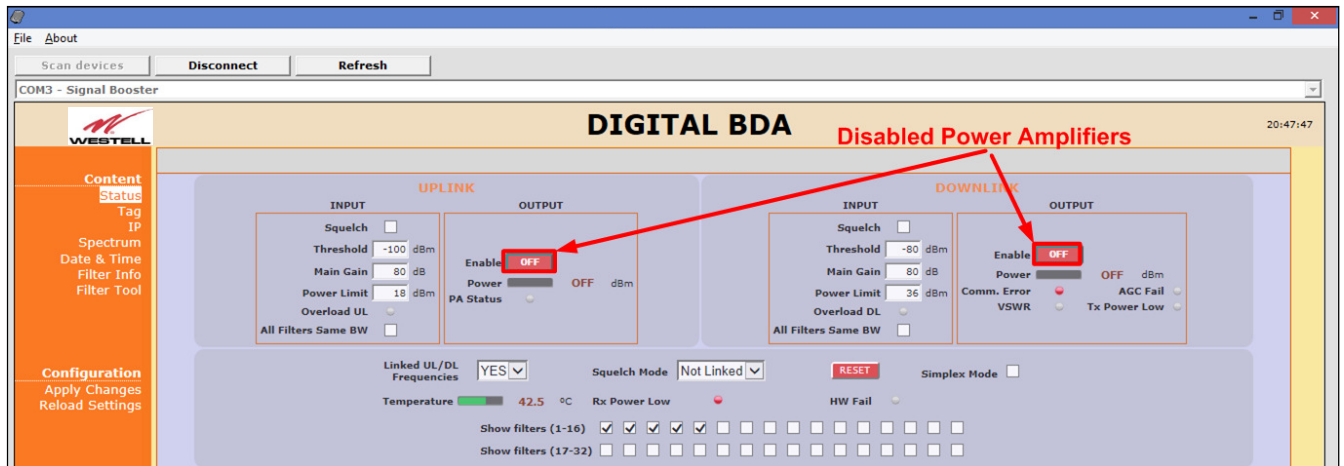 File About
Scan devices Disconnect Refresh
COM3 - Signal Booster
WESTELL
DIGITAL BDA
20:47:47
Disabled Power Amplifiers
Content
Status
Tag
IP
Spectrum
Date & Time
Filter Info
Filter Tool
Configuration
Apply Changes
Reload Settings
UPLINK
INPUT OUTPUT
Squelch
Threshold -100 dBm
Main Gain 80 dB
Power Limit 18 dBm
Overload UL
All Filters Same BW
Enable OFF
Power OFF dBm
PA Status
DOWNLINK
INPUT OUTPUT
Squelch
Threshold -80 dBm
Main Gain 80 dB
Power Limit 36 dBm
Overload DL
All Filters Same BW
Enable OFF
Power OFF dBm
Comm. Error AGC Fail
VSWR Tx Power Low
Linked UL/DL
Frequencies YES Squelch Mode Not Linked RESET Simplex Mode
Temperature 42.5 ºC Rx Power Low HW Fail
Show filters (1-16)
Show filters (17-32)